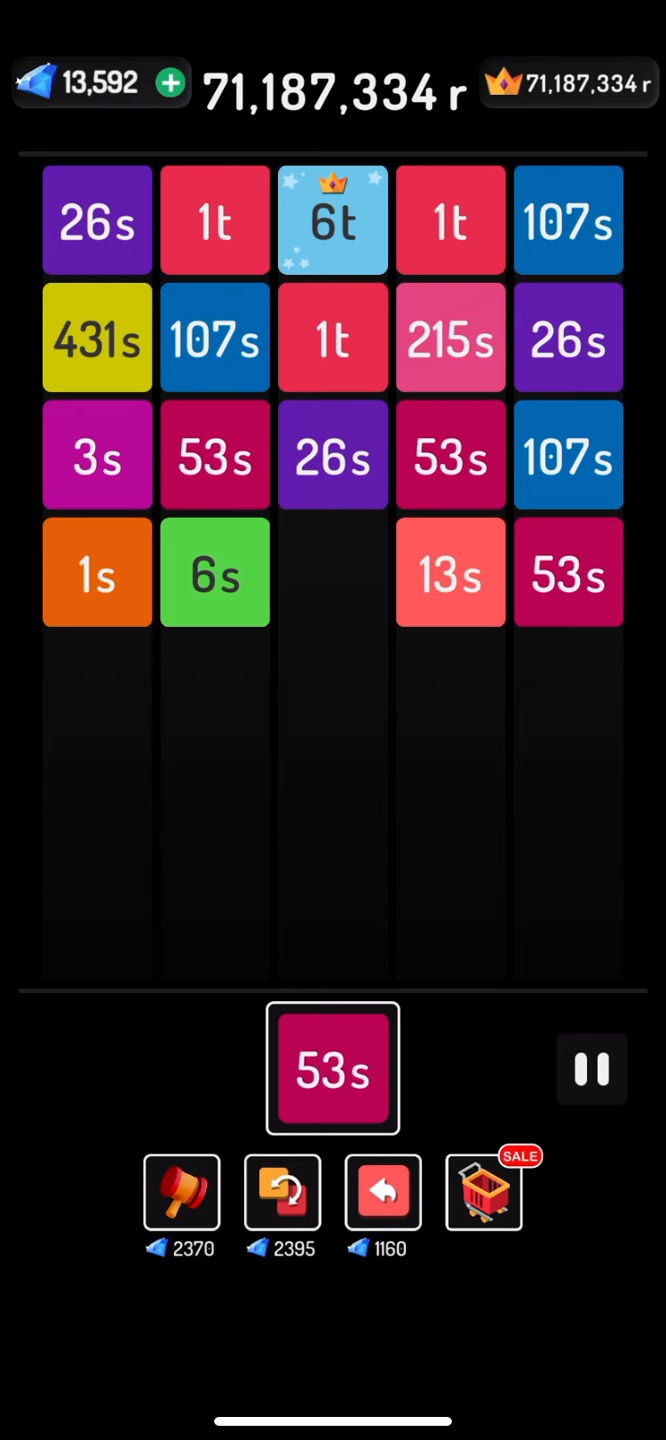 13,592 71,187,334 r 71,187,334 r
26s 1t 6t 1t 107s
431s 107s 1t 215s 26s
3s 53s 26s 53s 107s
1s 6s 13s 53s
53s
SALE
2370 2395 1160